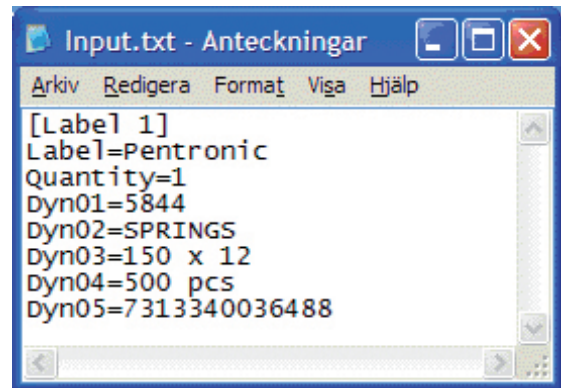 Input.txt - Anteckningar
Arkiv Redigera Format Visa Hjälp
[Label 1]
Label=Pentronic
Quantity=1
Dyn01=5844
Dyn02=SPRINGS
Dyn03=150 x 12
Dyn04=500 pcs
Dyn05=7313340036488